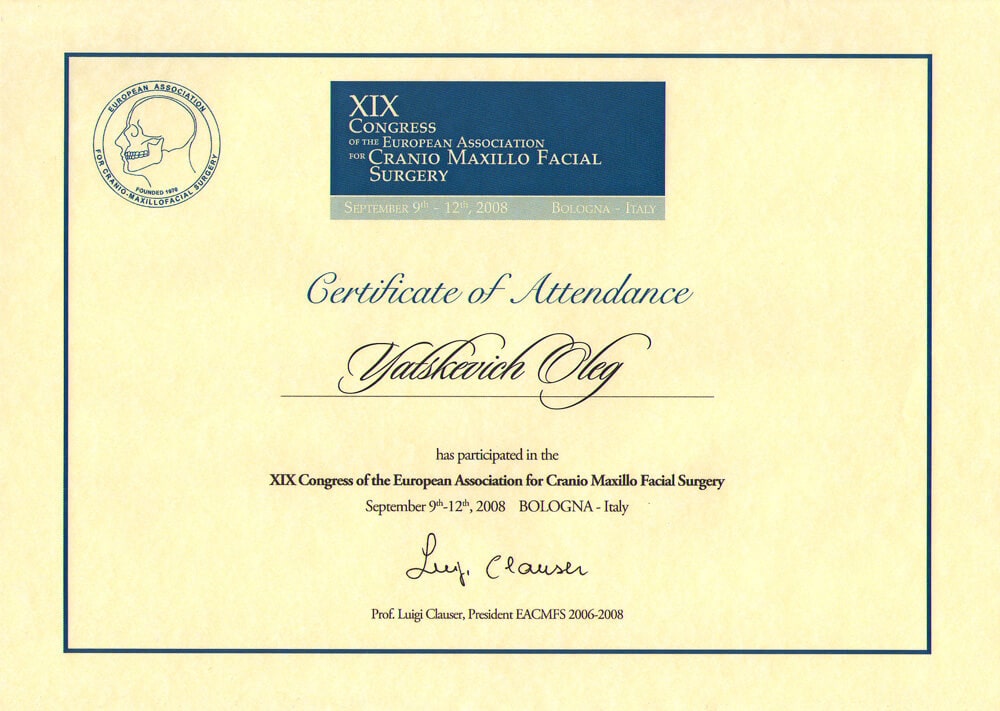 EUROPEAN ASSOCIATION
FOR CRANIO-MAXILLOFACIAL SURGERY
FOUNDED 1970
XIX
CONGRESS
OF THE EUROPEAN ASSOCIATION
FOR CRANIO MAXILLO FACIAL
SURGERY
SEPTEMBER 9th - 12th, 2008 BOLOGNA - ITALY
Certificate of Attendance
Yatskevich Oleg
has participated in the
XIX Congress of the European Association for Cranio Maxillo Facial Surgery
September 9th-12th, 2008 BOLOGNA - Italy
Luigi Clauser
Prof. Luigi Clauser, President EACMFS 2006-2008